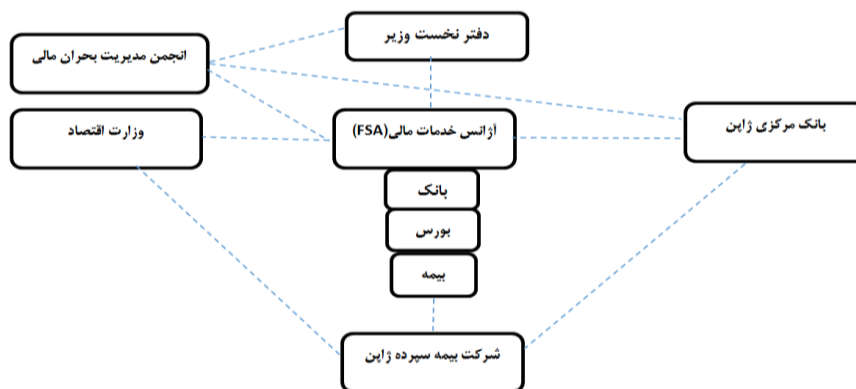 دفتر نخست وزیر
انجمن مدیریت بحران مالی
آژانس خدمات مالی(FSA)
بانک مرکزی ژاپن
وزارت اقتصاد
بانک
بورس
بیمه
شرکت بیمه سپرده ژاپن